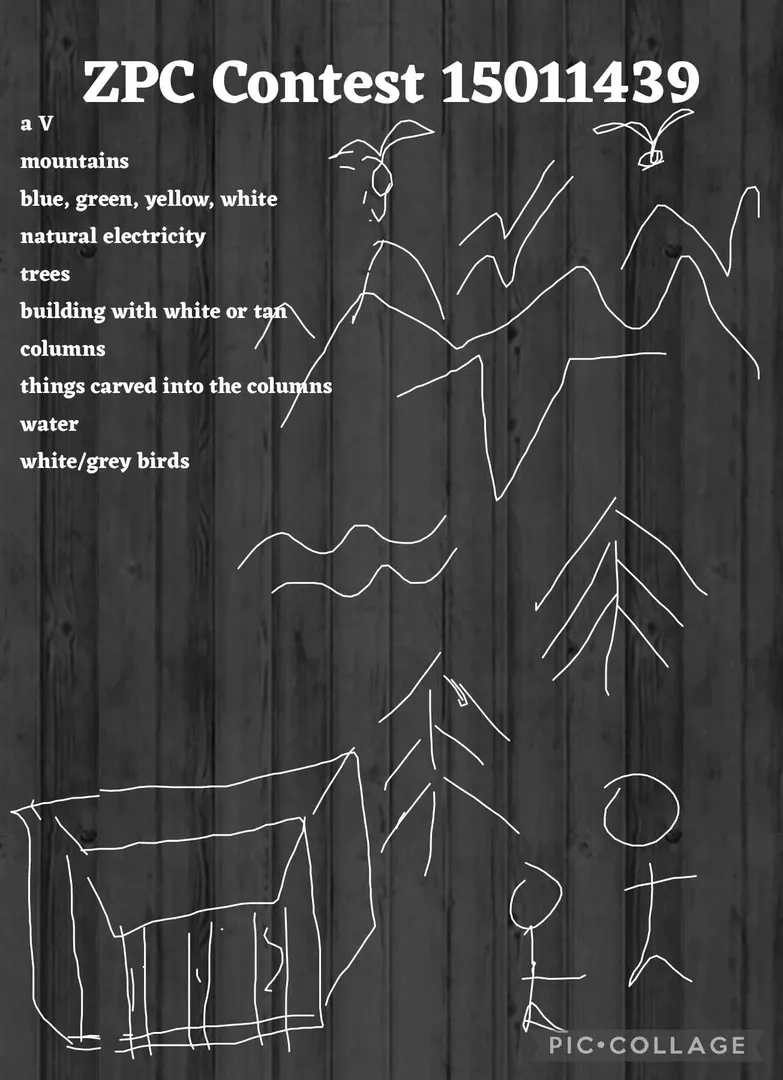 ZPC Contest 15011439
a V
mountains
blue, green, yellow, white
natural electricity
trees
building with white or tan
columns
things carved into the columns
water
white/grey birds
PIC•COLLAGE